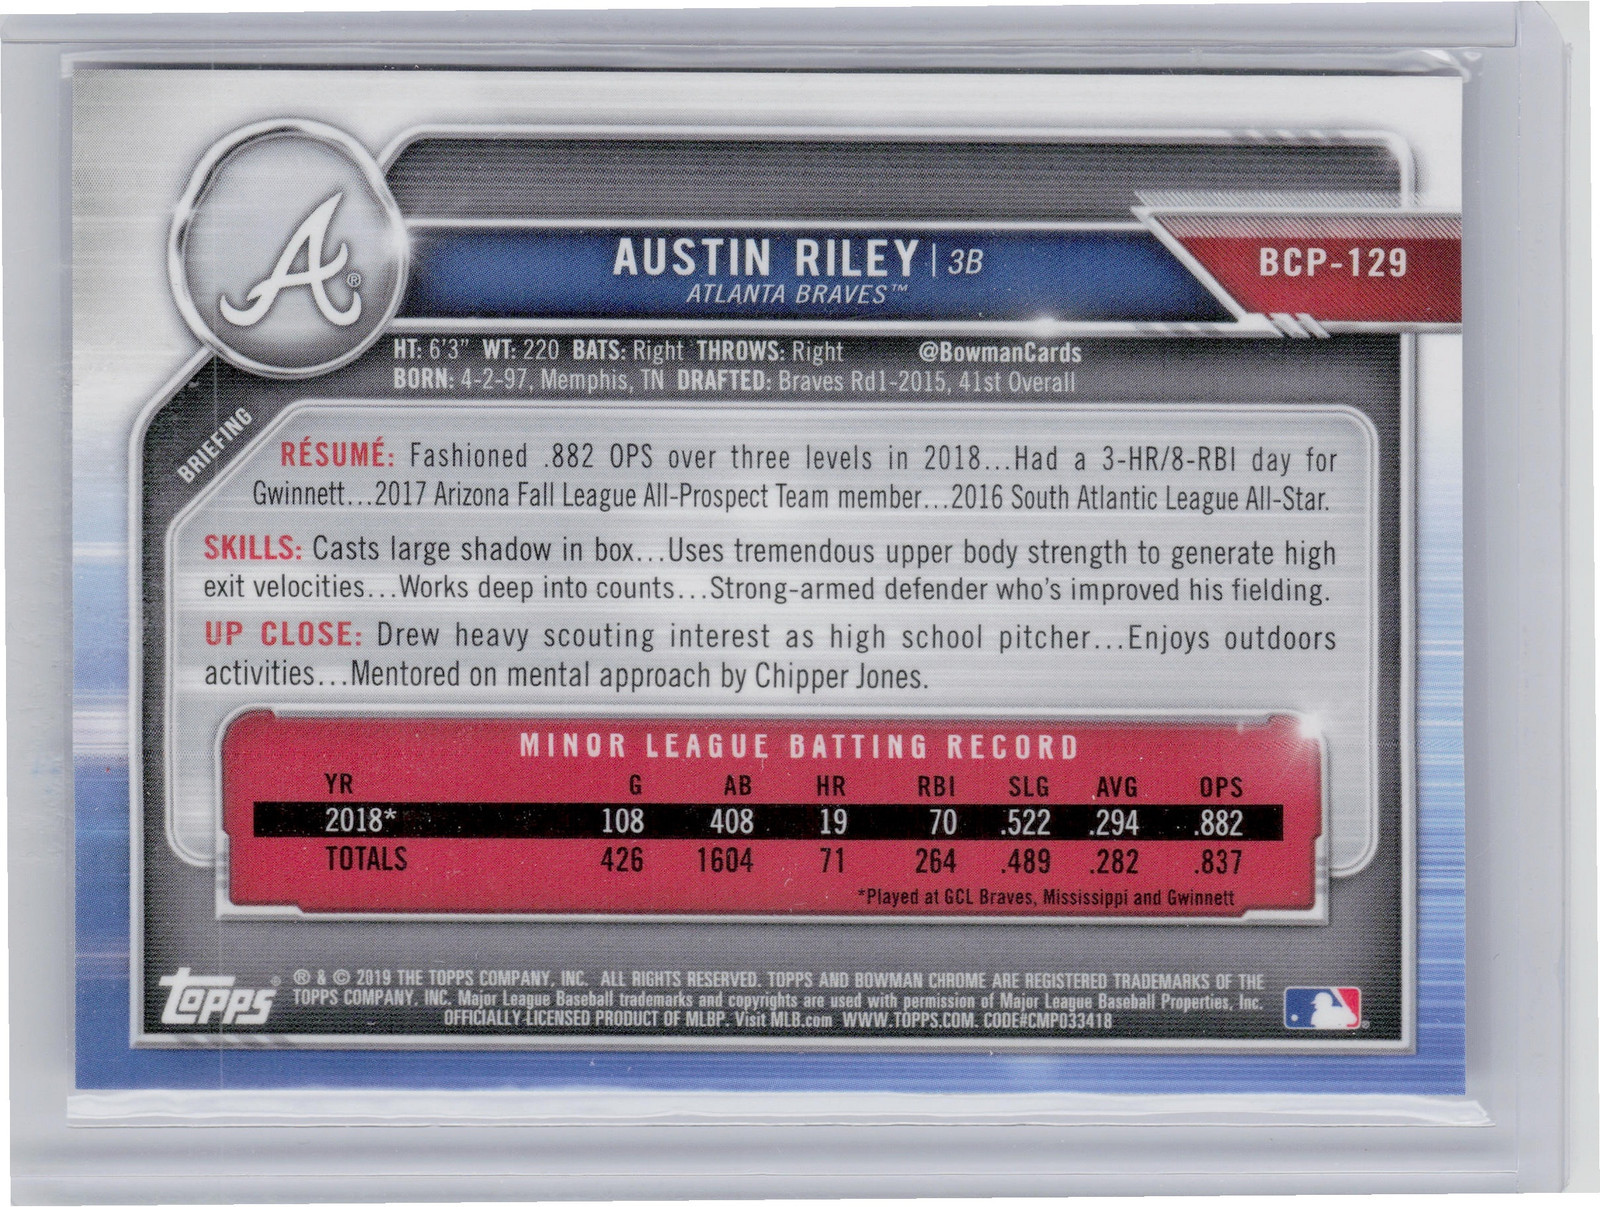 AUSTIN RILEY | 3B
ATLANTA BRAVES™
BCP-129
HT: 6'3" WT: 220 BATS: Right THROWS: Right @BowmanCards
BORN: 4-2-97, Memphis, TN DRAFTED: Braves Rd1-2015, 41st Overall
BRIEFING
RÉSUMÉ: Fashioned .882 OPS over three levels in 2018...Had a 3-HR/8-RBI day for
Gwinnett...2017 Arizona Fall League All-Prospect Team member...2016 South Atlantic League All-Star.
SKILLS: Casts large shadow in box...Uses tremendous upper body strength to generate high
exit velocities...Works deep into counts...Strong-armed defender who's improved his fielding.
UP CLOSE: Drew heavy scouting interest as high school pitcher...Enjoys outdoors
activities...Mentored on mental approach by Chipper Jones.
MINOR LEAGUE BATTING RECORD
YR G AB HR RBI SLG AVG OPS
2018* 108 408 19 70 .522 .294 .882
TOTALS 426 1604 71 264 .489 .282 .837
*Played at GCL Braves, Mississippi and Gwinnett
topps®
® & © 2019 THE TOPPS COMPANY, INC. ALL RIGHTS RESERVED. TOPPS AND BOWMAN CHROME ARE REGISTERED TRADEMARKS OF THE
TOPPS COMPANY, INC. Major League Baseball trademarks and copyrights are used with permission of Major League Baseball Properties, Inc.
OFFICIALLY LICENSED PRODUCT OF MLBP. Visit MLB.com WWW.TOPPS.COM. CODE#CMP033418